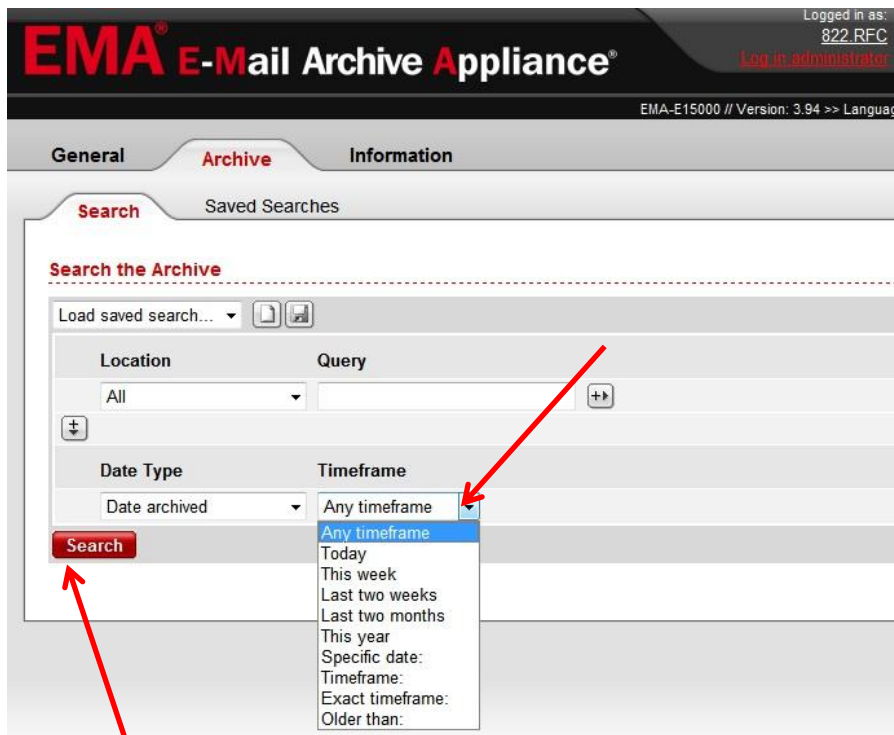 Logged in as:
EMA® E-Mail Archive Appliance®
822.RFC
Log in administrator
EMA-E15000 // Version: 3.94 >> Languag
General Archive Information
Search Saved Searches
Search the Archive
Load saved search...
Location Query
All
Date Type Timeframe
Date archived Any timeframe
Search
Any timeframe
Today
This week
Last two weeks
Last two months
This year
Specific date:
Timeframe:
Exact timeframe:
Older than: